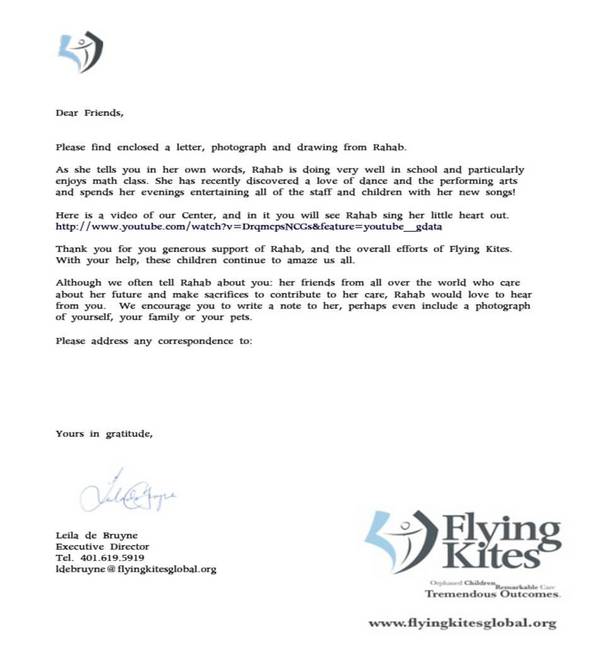 Dear Friends,
Please find enclosed a letter, photograph and drawing from Rahab.
As she tells you in her own words, Rahab is doing very well in school and particularly
enjoys math class. She has recently discovered a love of dance and the performing arts
and spends her evenings entertaining all of the staff and children with her new songs!
Here is a video of our Center, and in it you will see Rahab sing her little heart out.
http://www.youtube.com/watch?v=DrqmcpsNCGs&feature=youtube_gdata
Thank you for you generous support of Rahab, and the overall efforts of Flying Kites.
With your help, these children continue to amaze us all.
Although we often tell Rahab about you: her friends from all over the world who care
about her future and make sacrifices to contribute to her care, Rahab would love to hear
from you. We encourage you to write a note to her, perhaps even include a photograph
of yourself, your family or your pets.
Please address any correspondence to:
Yours in gratitude,
Leila de Bruyne
Executive Director
Tel. 401.619.5919
ldebruyne@flyingkitesglobal.org
Flying
Kites
Orphaned Children, Remarkable Care
Tremendous Outcomes.
www.flyingkitesglobal.org